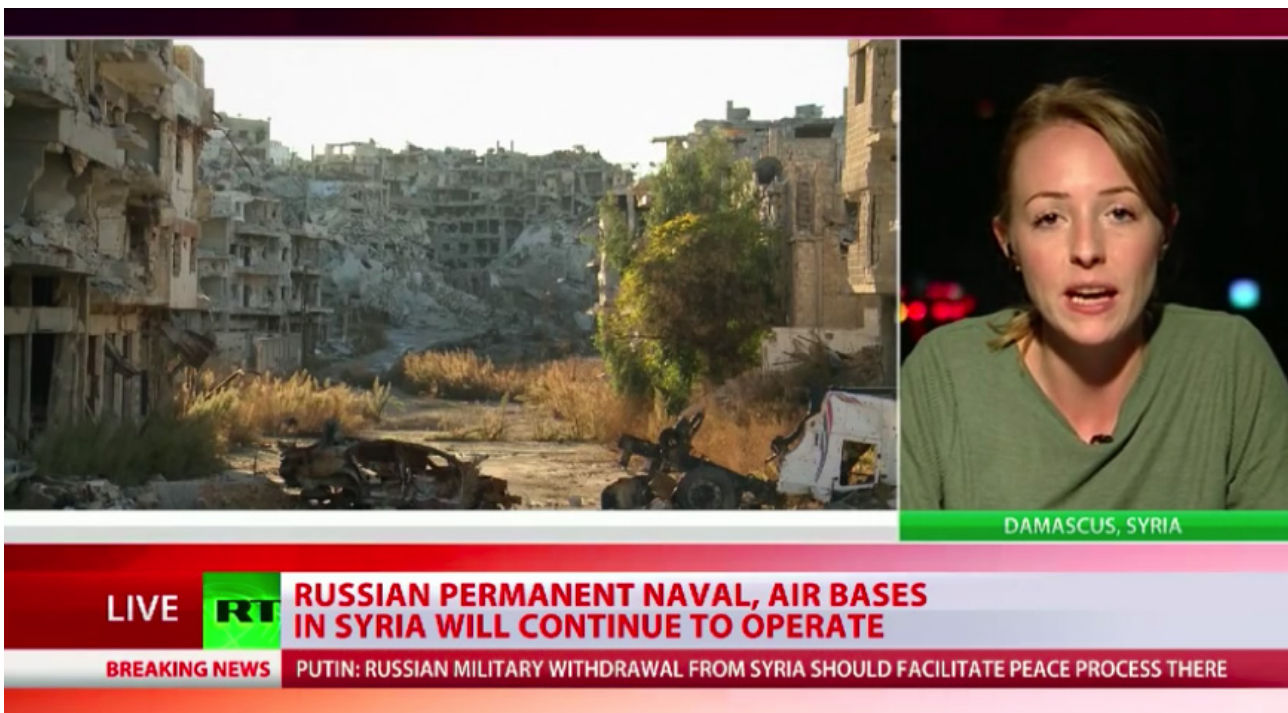 DAMASCUS, SYRIA
LIVE
RT
RUSSIAN PERMANENT NAVAL, AIR BASES
IN SYRIA WILL CONTINUE TO OPERATE
BREAKING NEWS
PUTIN: RUSSIAN MILITARY WITHDRAWAL FROM SYRIA SHOULD FACILITATE PEACE PROCESS THERE